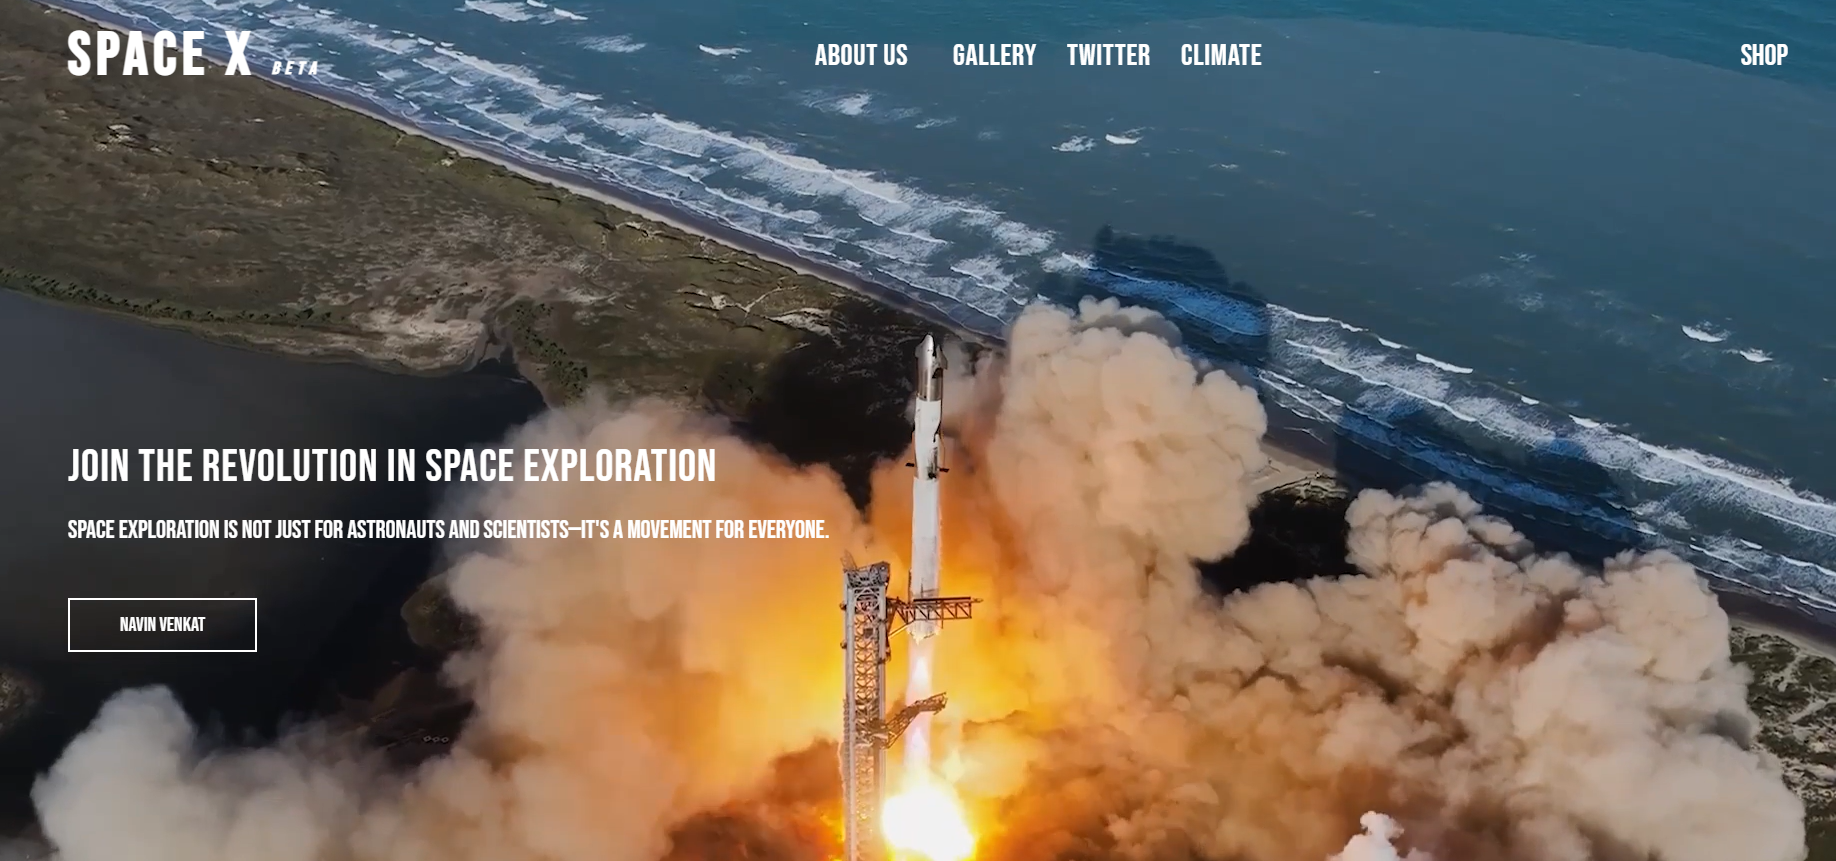 SPACE X BETA
ABOUT US GALLERY TWITTER CLIMATE SHOP
JOIN THE REVOLUTION IN SPACE EXPLORATION
SPACE EXPLORATION IS NOT JUST FOR ASTRONAUTS AND SCIENTISTS—IT'S A MOVEMENT FOR EVERYONE.
NAVIN VENKAT